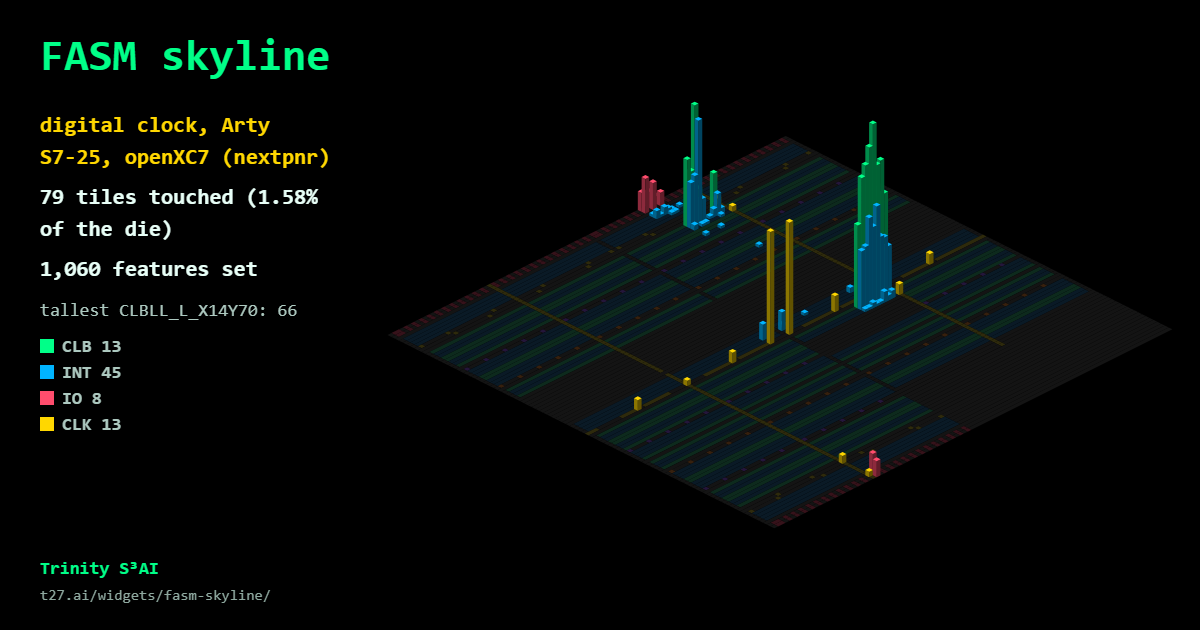 FASM skyline
digital clock, Arty
S7-25, openXC7 (nextpnr)
79 tiles touched (1.58%
of the die)
1,060 features set
tallest CLBLL_L_X14Y70: 66
CLB 13
INT 45
IO 8
CLK 13
Trinity S³AI
t27.ai/widgets/fasm-skyline/